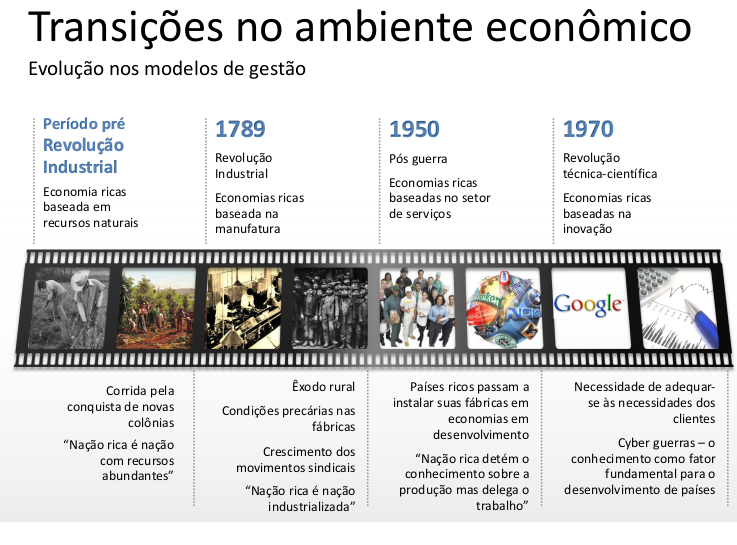 Transições no ambiente econômico
Evolução nos modelos de gestão
Período pré
Revolução
Industrial
Economia ricas
baseada em
recursos naturais
1789
Revolução
Industrial
Economias ricas
baseada na
manufatura
1950
Pós guerra
Economias ricas
baseadas no setor
de serviços
1970
Revolução
técnica-científica
Economias ricas
baseadas na
inovação
Google
Corrida pela
conquista de novas
colônias
“Nação rica é nação
com recursos
abundantes”
Êxodo rural
Condições precárias nas
fábricas
Crescimento dos
movimentos sindicais
“Nação rica é nação
industrializada”
Países ricos passam a
instalar suas fábricas em
economias em
desenvolvimento
“Nação rica detém o
conhecimento sobre a
produção mas delega o
trabalho”
Necessidade de adequar-
se às necessidades dos
clientes
Cyber guerras – o
conhecimento como fator
fundamental para o
desenvolvimento de países